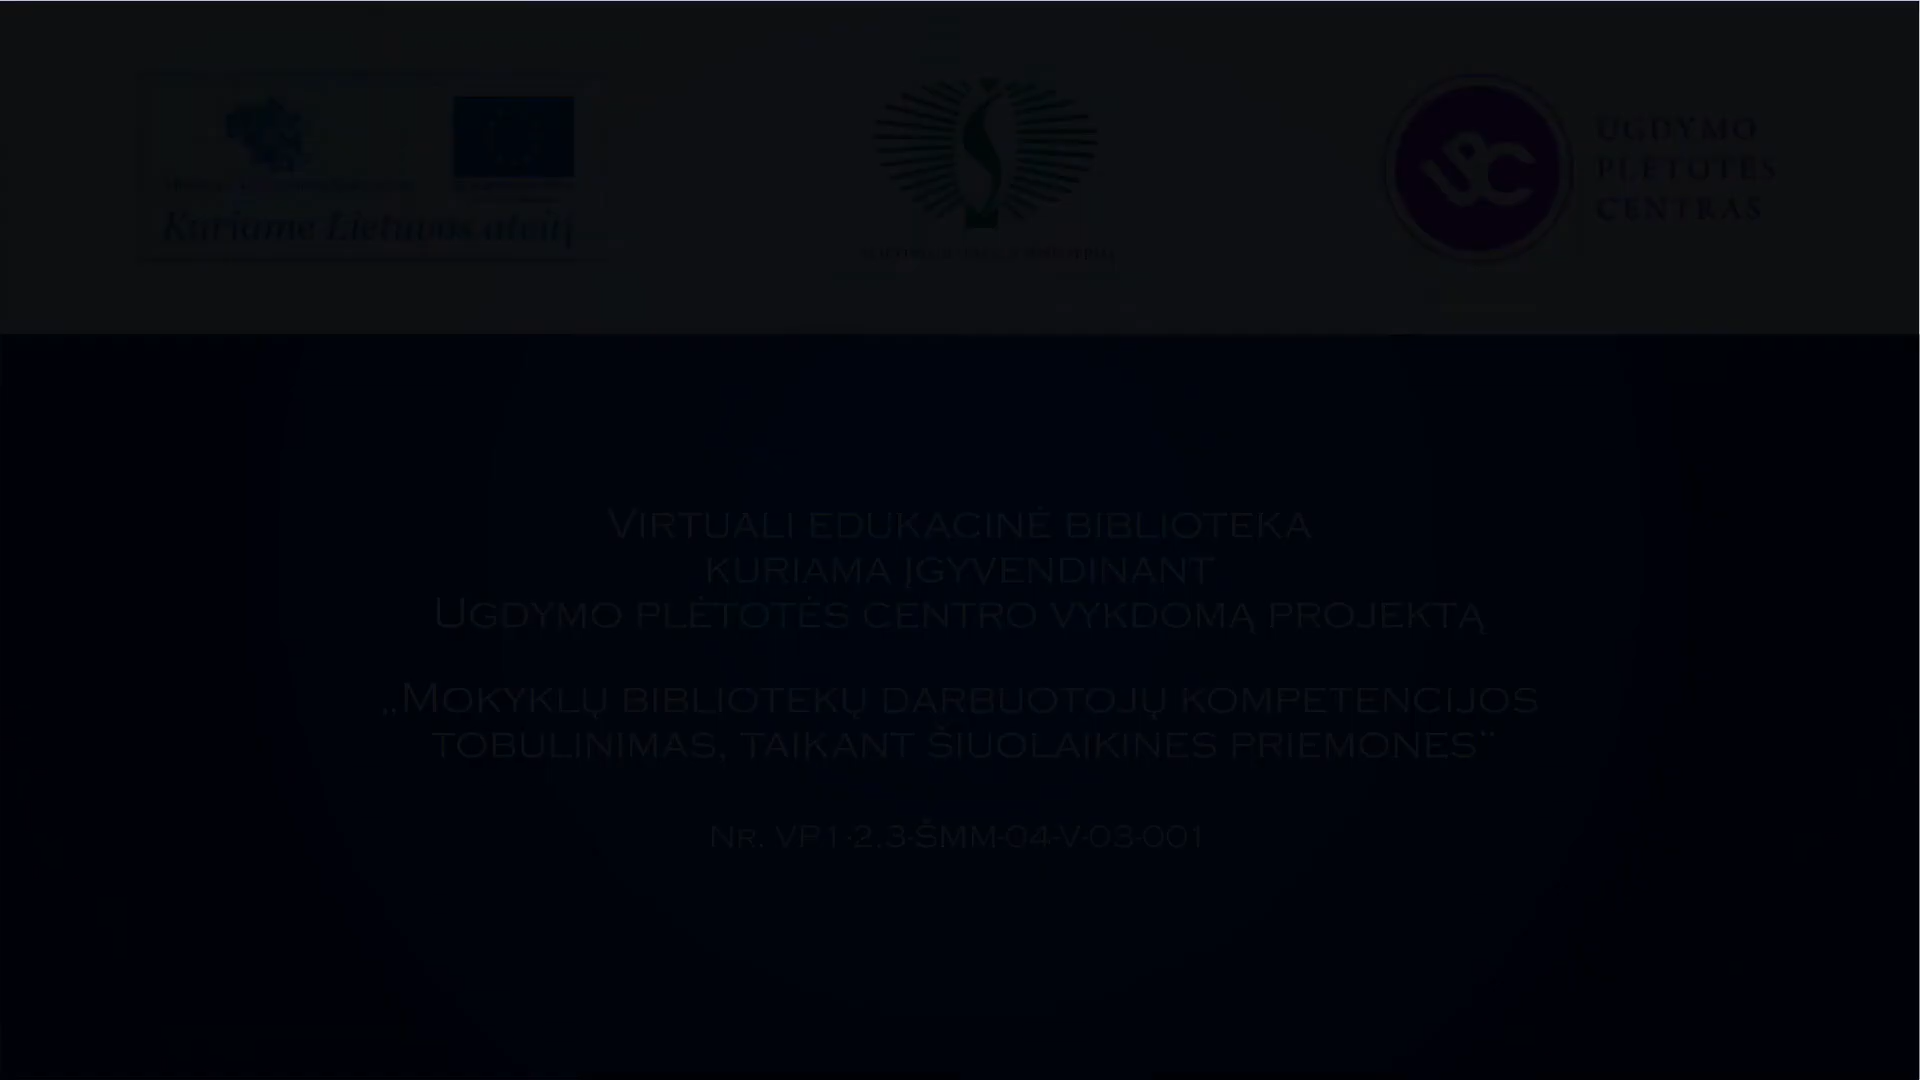 Kuriame Lietuvos ateitį
UGDYMO
PLĖTOTĖS
CENTRAS
VIRTUALI EDUKACINĖ BIBLIOTEKA
KURIAMA ĮGYVENDINANT
UGDYMO PLĖTOTĖS CENTRO VYKDOMĄ PROJEKTĄ
„MOKYKLŲ BIBLIOTEKŲ DARBUOTOJŲ KOMPETENCIJOS
TOBULINIMAS, TAIKANT ŠIUOLAIKINES PRIEMONES“
NR. VP1-2.3-ŠMM-04-V-03-001